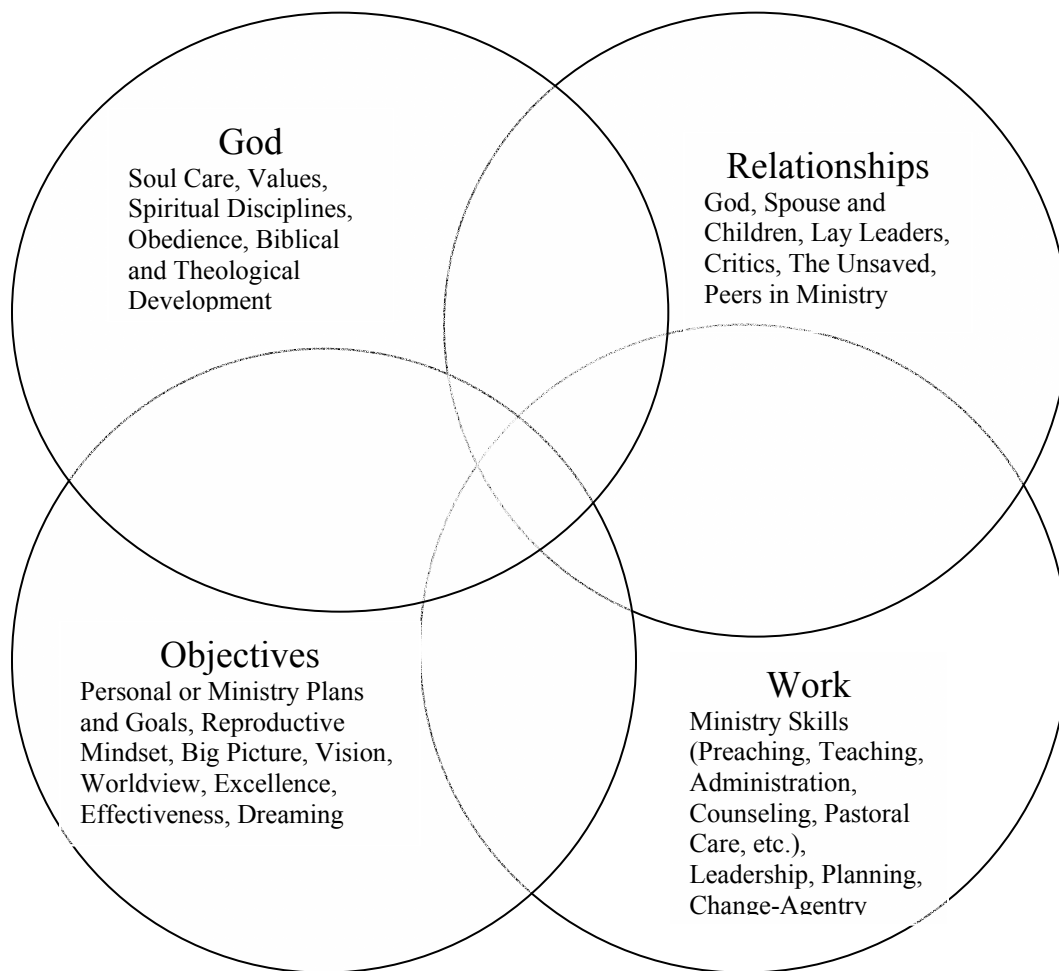 God
Soul Care, Values,
Spiritual Disciplines,
Obedience, Biblical
and Theological
Development
Relationships
God, Spouse and
Children, Lay Leaders,
Critics, The Unsaved,
Peers in Ministry
Objectives
Personal or Ministry Plans
and Goals, Reproductive
Mindset, Big Picture, Vision,
Worldview, Excellence,
Effectiveness, Dreaming
Work
Ministry Skills
(Preaching, Teaching,
Administration,
Counseling, Pastoral
Care, etc.),
Leadership, Planning,
Change-Agentry